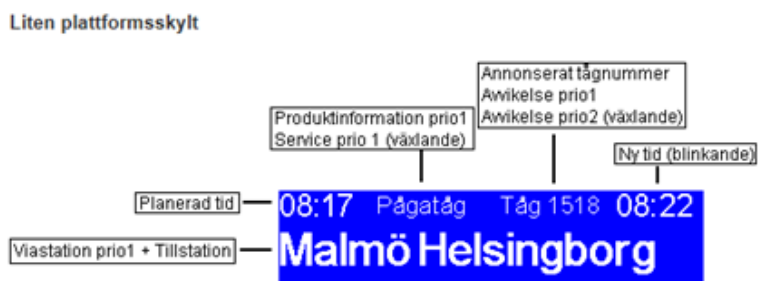 Liten plattformsskylt
Annonserat tågnummer
Avvikelse prio1
Avvikelse prio2 (växlande)
Produktinformation prio1
Service prio 1 (växlande)
Ny tid (blinkande)
Planerad tid
08:17 Pågatåg Tåg 1518 08:22
Viastation prio1 + Tillstation
Malmö Helsingborg